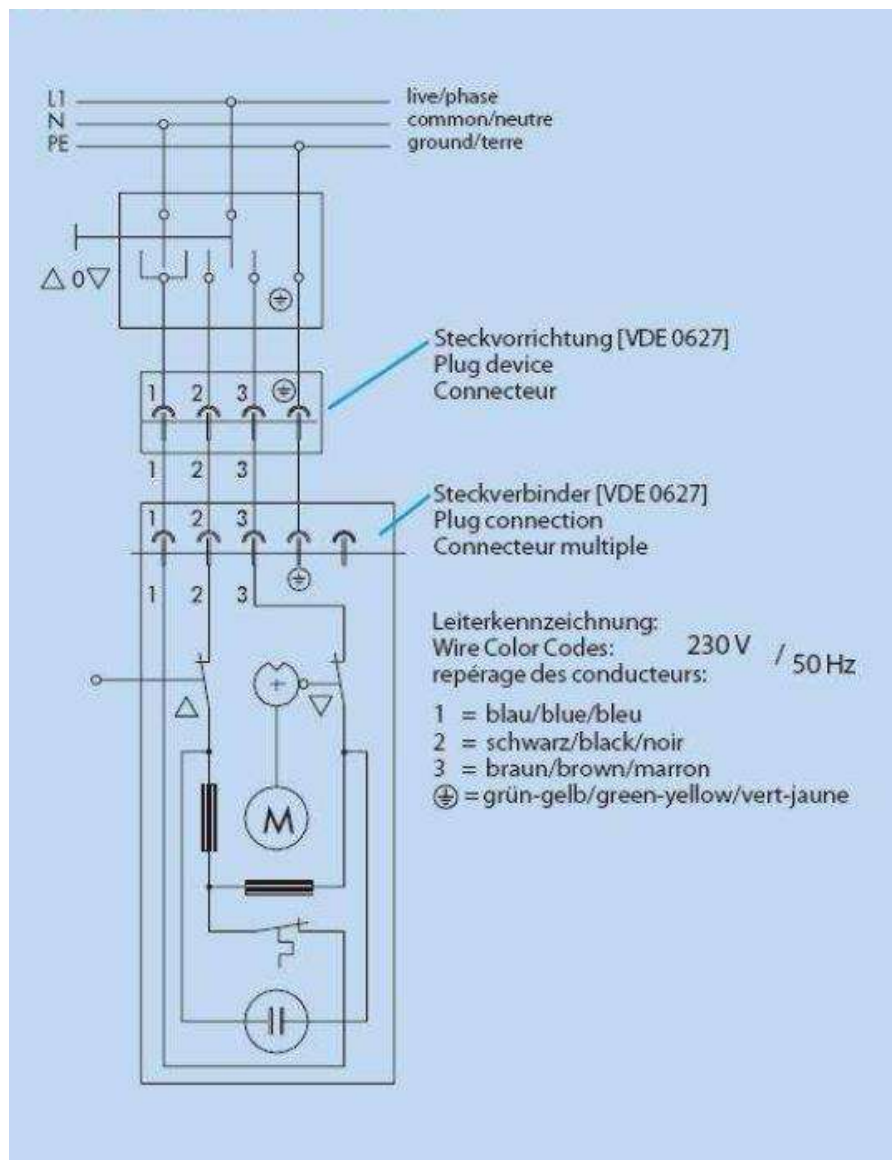 L1 live/phase
N common/neutre
PE ground/terre
△ 0 ▽
Steckvorrichtung [VDE 0627]
Plug device
Connecteur
1 2 3
1 2 3
Steckverbinder [VDE 0627]
Plug connection
Connecteur multiple
1 2 3
1 2 3
Leiterkennzeichnung:
Wire Color Codes: 230 V / 50 Hz
repérage des conducteurs:
1 = blau/blue/bleu
2 = schwarz/black/noir
3 = braun/brown/marron
⏚ = grün-gelb/green-yellow/vert-jaune
M